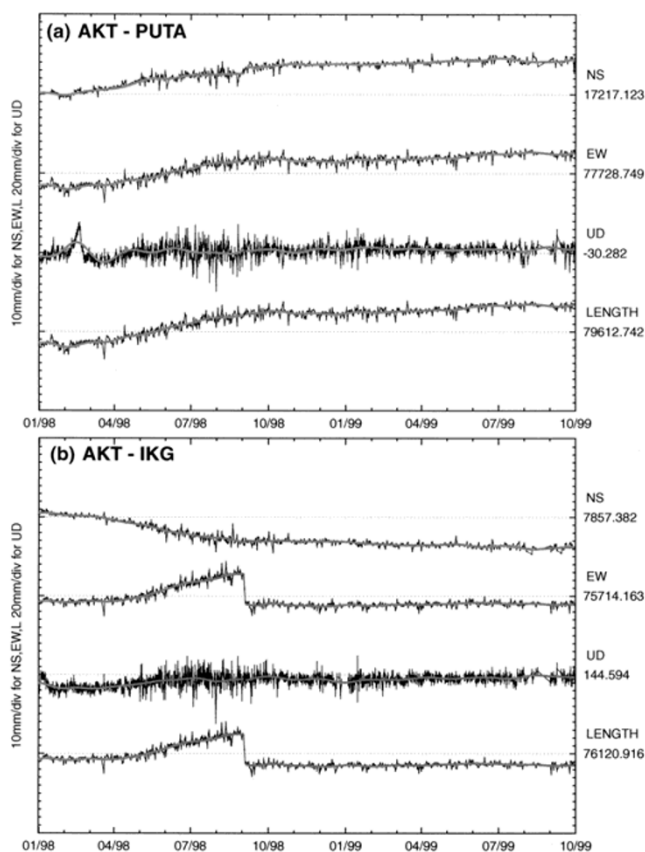 (a) AKT - PUTA
10mm/div for NS,EW,L 20mm/div for UD
NS
17217.123
EW
77728.749
UD
-30.282
LENGTH
79612.742
01/98 04/98 07/98 10/98 01/99 04/99 07/99 10/99
(b) AKT - IKG
10mm/div for NS,EW,L 20mm/div for UD
NS
7857.382
EW
75714.163
UD
144.594
LENGTH
76120.916
01/98 04/98 07/98 10/98 01/99 04/99 07/99 10/99